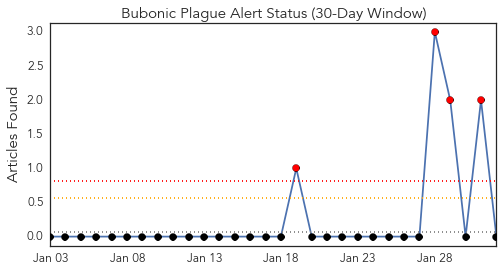 Bubonic Plague Alert Status (30-Day Window)
Articles Found
3.0
2.5
2.0
1.5
1.0
0.5
0.0
Jan 03 Jan 08 Jan 13 Jan 18 Jan 23 Jan 28